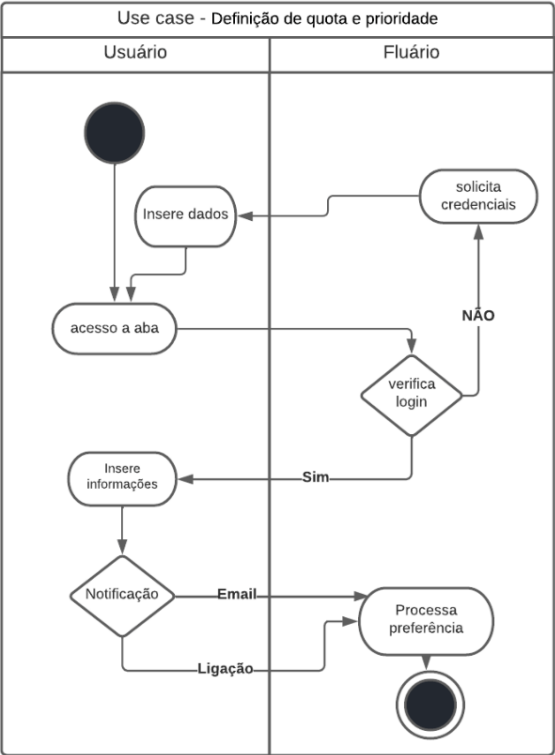 Use case - Definição de quota e prioridade
Usuário
Fluário
solicita
credenciais
Insere dados
NÃO
acesso a aba
verifica
login
Insere
informações
Sim
Notificação
Email
Processa
preferência
Ligação